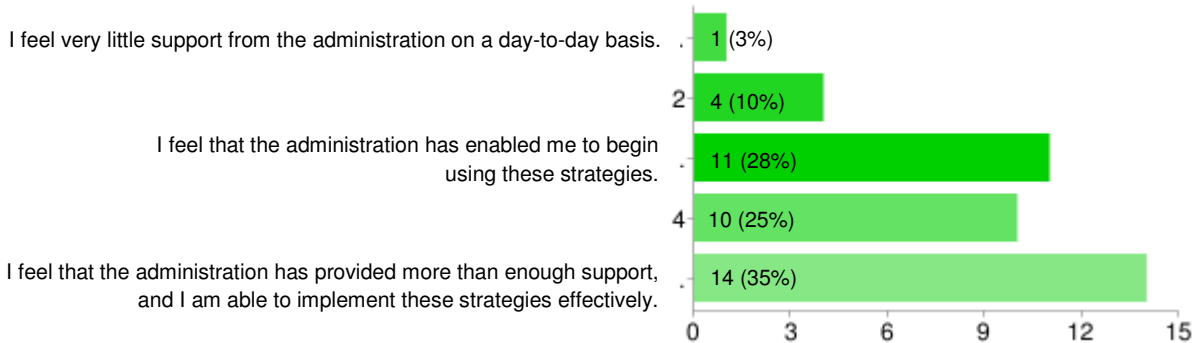 I feel very little support from the administration on a day-to-day basis. . 1 (3%)
2 4 (10%)
I feel that the administration has enabled me to begin
using these strategies. . 11 (28%)
4 10 (25%)
I feel that the administration has provided more than enough support,
and I am able to implement these strategies effectively. . 14 (35%)
0 3 6 9 12 15